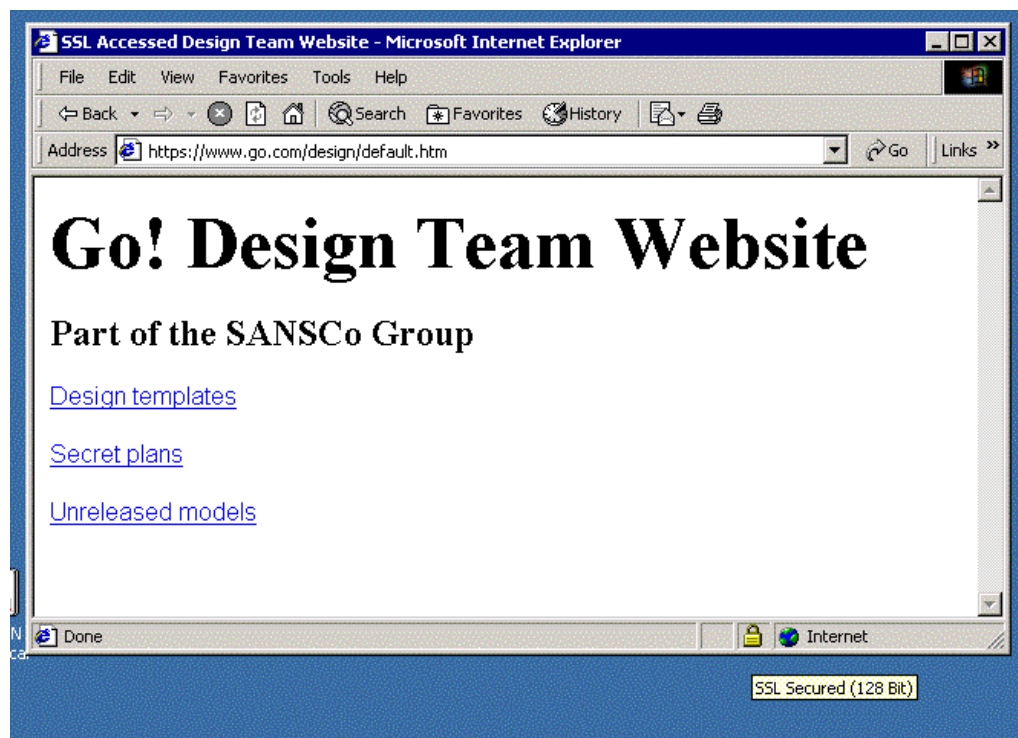 SSL Accessed Design Team Website - Microsoft Internet Explorer
File Edit View Favorites Tools Help
Back Search Favorites History
Address https://www.go.com/design/default.htm Go Links »
Go! Design Team Website
Part of the SANSCo Group
Design templates
Secret plans
Unreleased models
N
ca.
Done Internet
SSL Secured (128 Bit)